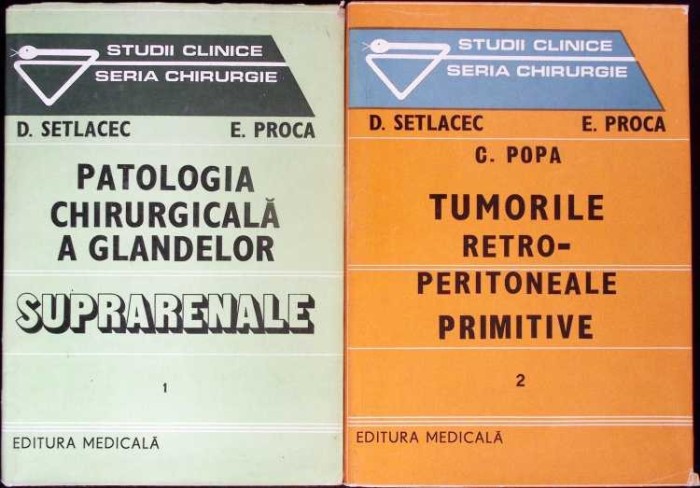 STUDII CLINICE
SERIA CHIRURGIE
D. SETLACEC E. PROCA
PATOLOGIA
CHIRURGICALĂ
A GLANDELOR
SUPRARENALE
1
EDITURA MEDICALĂ
STUDII CLINICE
SERIA CHIRURGIE
D. SETLACEC E. PROCA
C. POPA
TUMORILE
RETRO-
PERITONEALE
PRIMITIVE
2
EDITURA MEDICALĂ